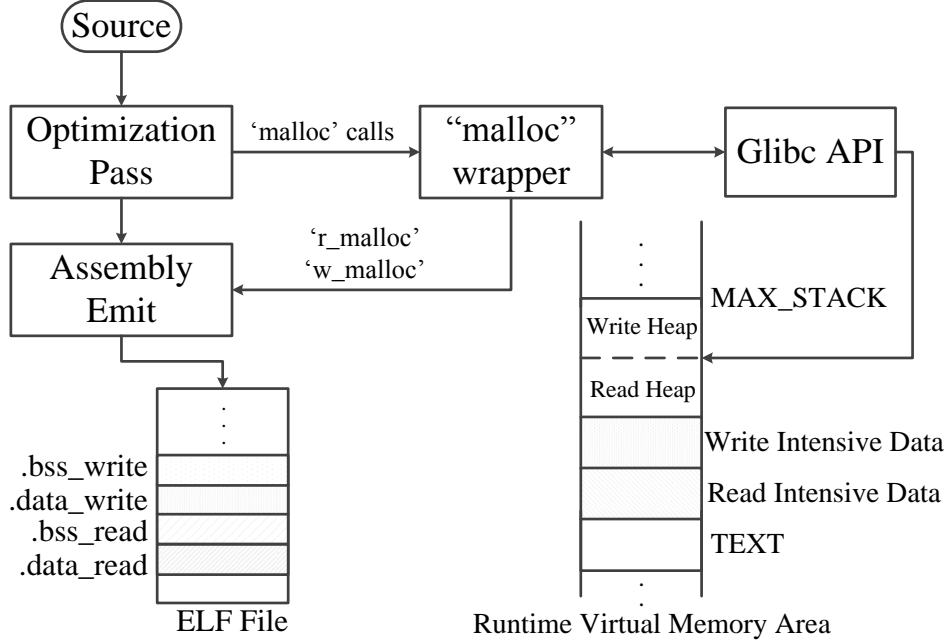 Source
Optimization
Pass
‘malloc’ calls
“malloc”
wrapper
Glibc API
‘r_malloc’
‘w_malloc’
Assembly
Emit
MAX_STACK
Write Heap
Read Heap
Write Intensive Data
Read Intensive Data
TEXT
.bss_write
.data_write
.bss_read
.data_read
ELF File
Runtime Virtual Memory Area